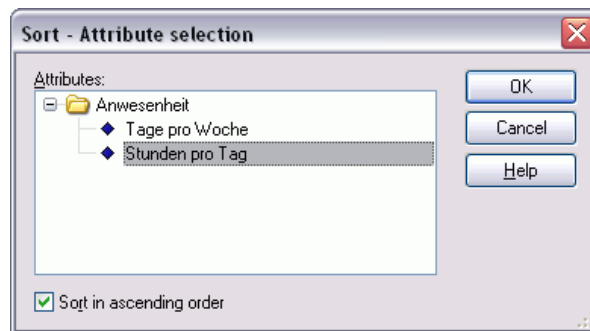 Sort - Attribute selection
Attributes:
Anwesenheit
Tage pro Woche
Stunden pro Tag
OK
Cancel
Help
Sort in ascending order